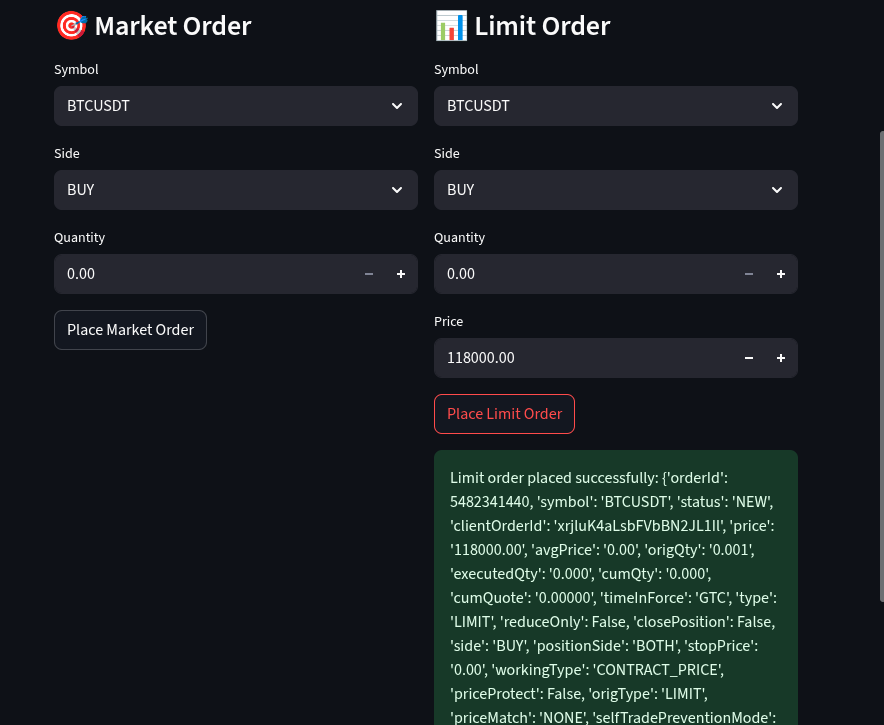 🎯 Market Order
Symbol
BTCUSDT
Side
BUY
Quantity
0.00
Place Market Order
📊 Limit Order
Symbol
BTCUSDT
Side
BUY
Quantity
0.00
Price
118000.00
Place Limit Order
Limit order placed successfully: {'orderId':
5482341440, 'symbol': 'BTCUSDT', 'status': 'NEW',
'clientOrderId': 'xrjluK4aLsbFVbBN2JL1Il', 'price':
'118000.00', 'avgPrice': '0.00', 'origQty': '0.001',
'executedQty': '0.000', 'cumQty': '0.000',
'cumQuote': '0.00000', 'timeInForce': 'GTC', 'type':
'LIMIT', 'reduceOnly': False, 'closePosition': False,
'side': 'BUY', 'positionSide': 'BOTH', 'stopPrice':
'0.00', 'workingType': 'CONTRACT_PRICE',
'priceProtect': False, 'origType': 'LIMIT',
'priceMatch': 'NONE', 'selfTradePreventionMode':